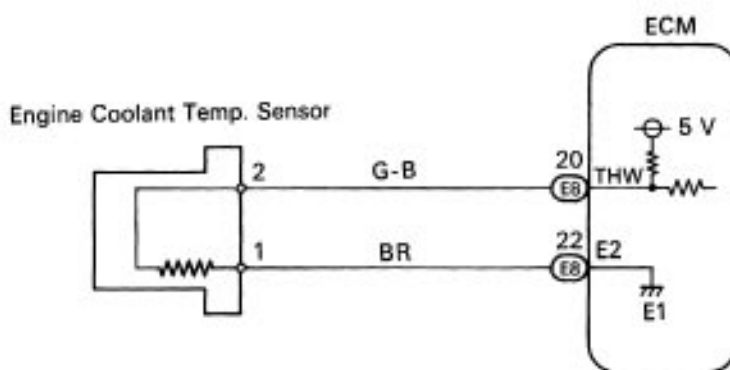 ECM
Engine Coolant Temp. Sensor
5 V
2
G-B
20
E8
THW
1
BR
22
E8
E2
E1